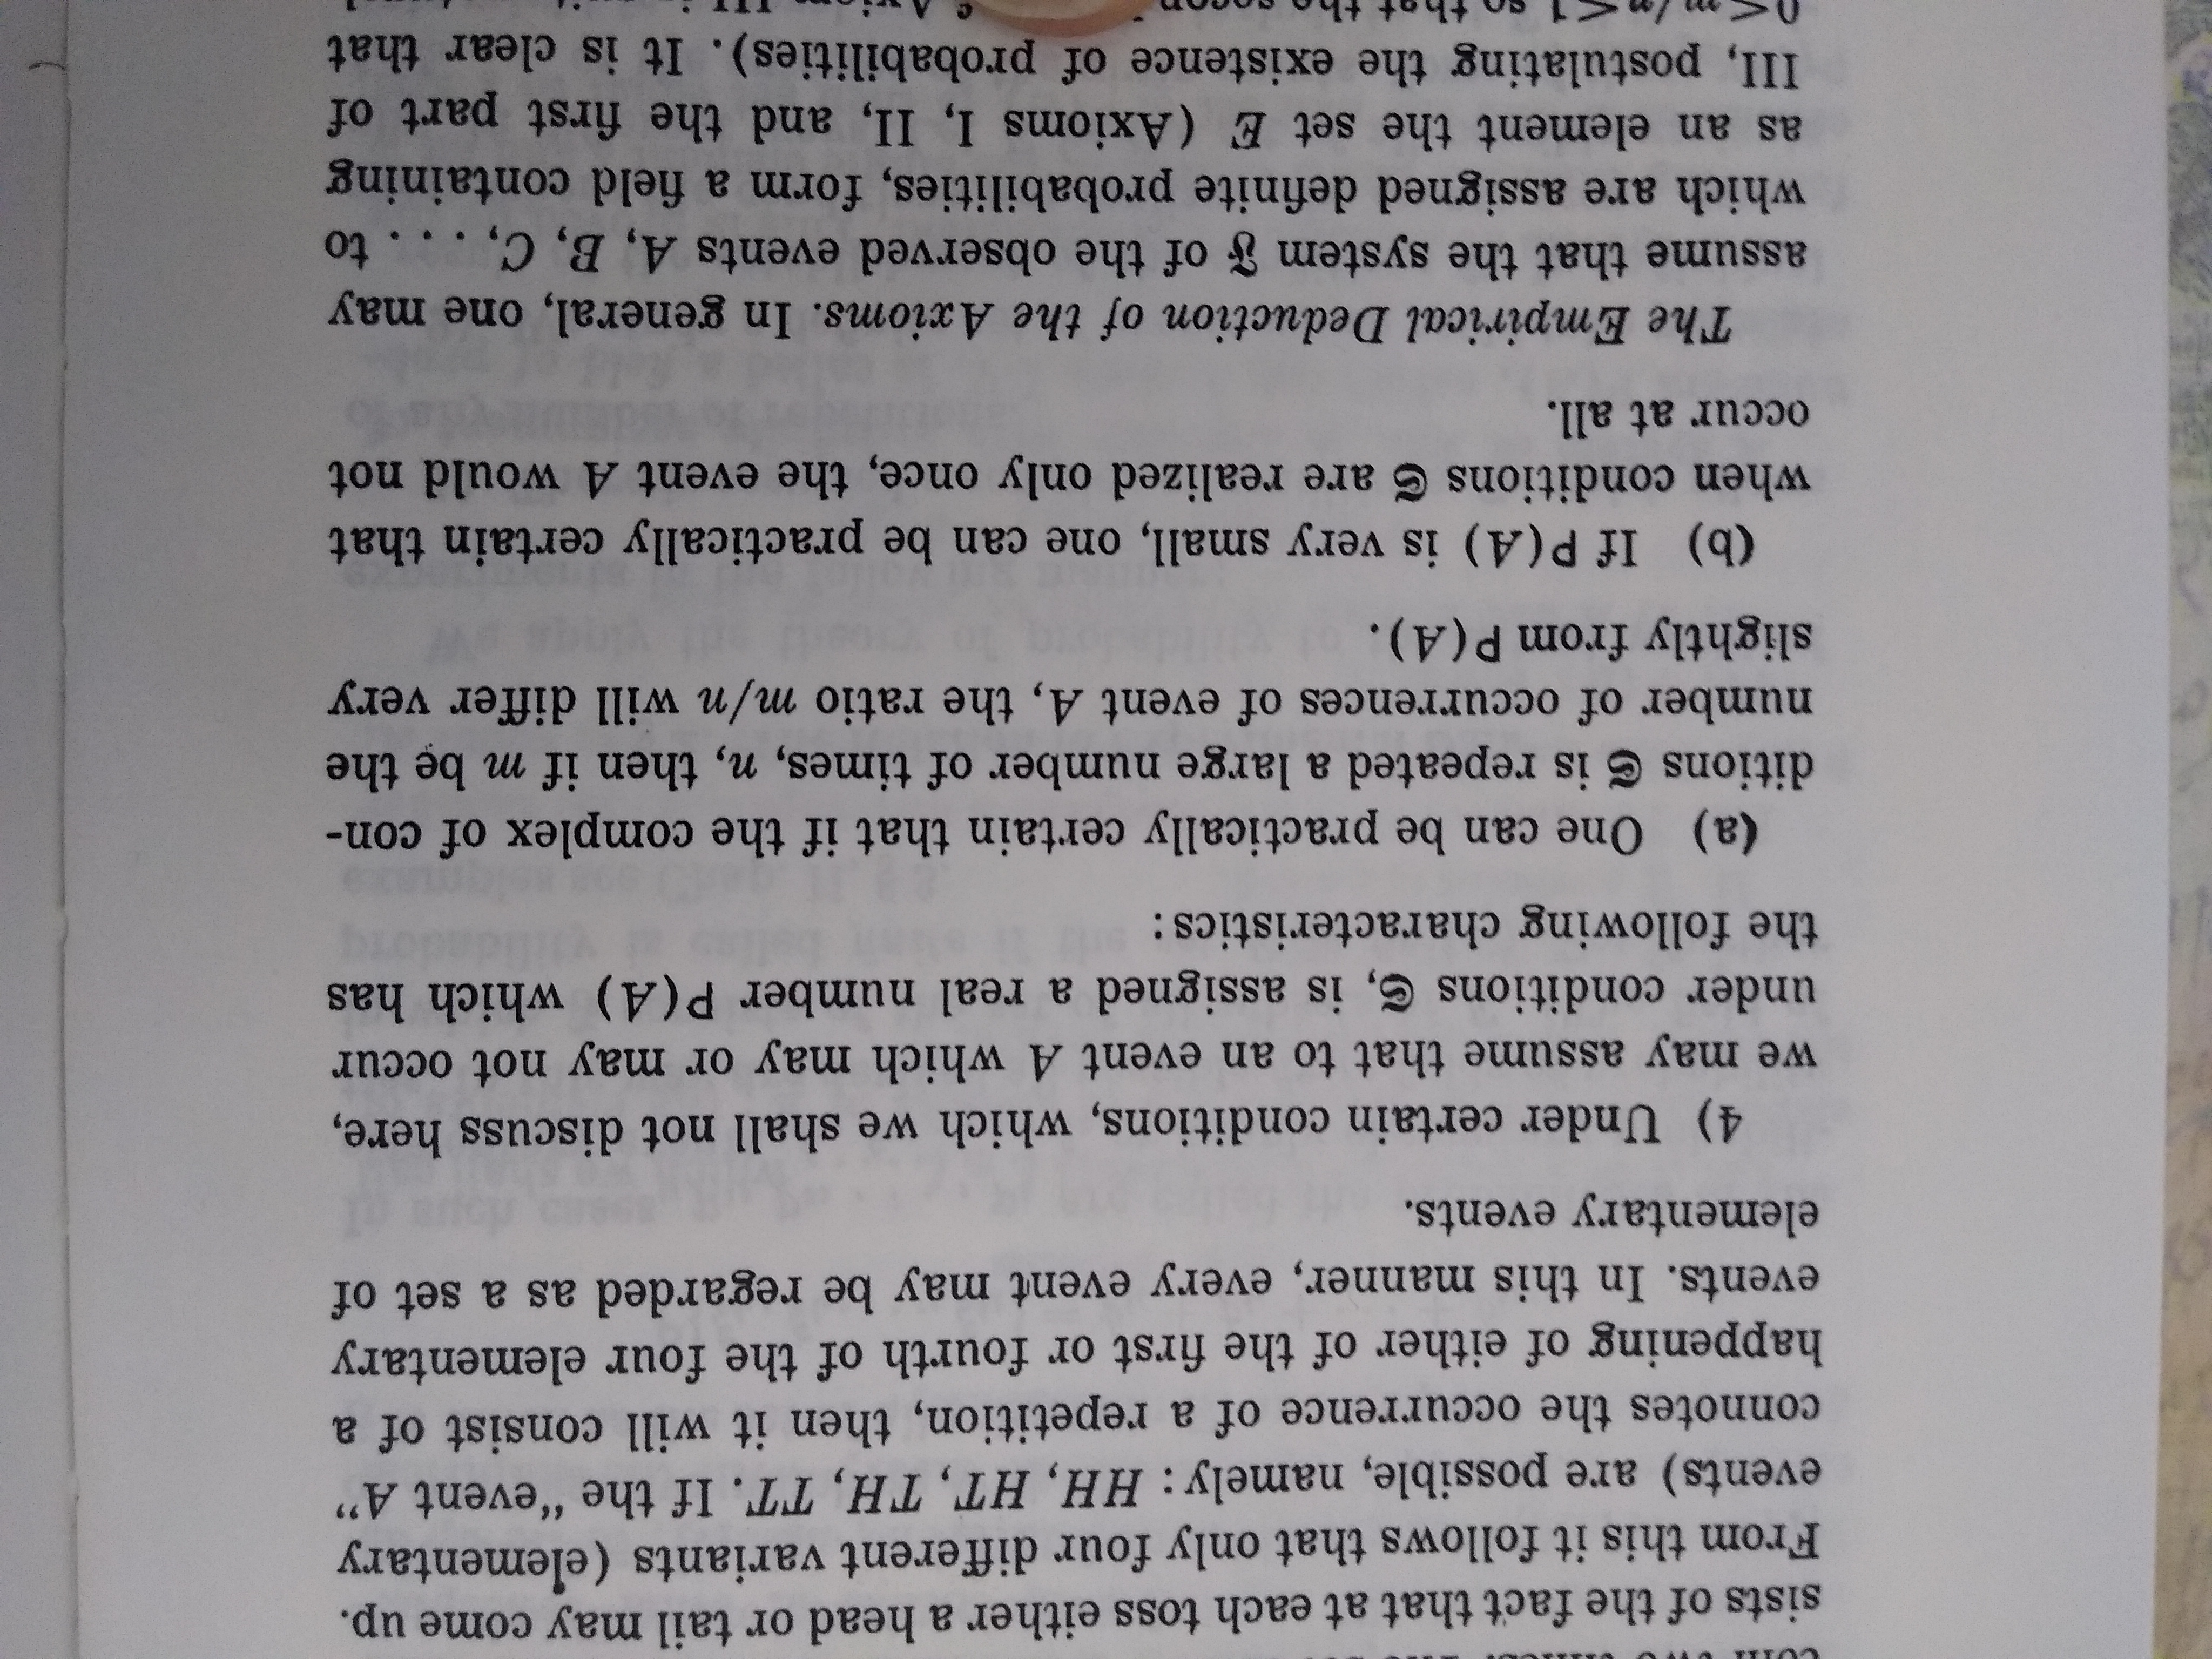 sists of the fact that at each toss either a head or tail may come up.
From this it follows that only four different variants (elementary
events) are possible, namely: HH, HT, TH, TT. If the "event A"
connotes the occurrence of a repetition, then it will consist of a
happening of either of the first or fourth of the four elementary
events. In this manner, every event may be regarded as a set of
elementary events.
4) Under certain conditions, which we shall not discuss here,
we may assume that to an event A which may or may not occur
under conditions 𝔖, is assigned a real number P(A) which has
the following characteristics:
(a) One can be practically certain that if the complex of con-
ditions 𝔖 is repeated a large number of times, n, then if m be the
number of occurrences of event A, the ratio m/n will differ very
slightly from P(A).
(b) If P(A) is very small, one can be practically certain that
when conditions 𝔖 are realized only once, the event A would not
occur at all.
The Empirical Deduction of the Axioms. In general, one may
assume that the system 𝔉 of the observed events A, B, C, . . . to
which are assigned definite probabilities, form a field containing
as an element the set E (Axioms I, II, and the first part of
III, postulating the existence of probabilities). It is clear that
0 ≤ m/n ≤ 1 so that the